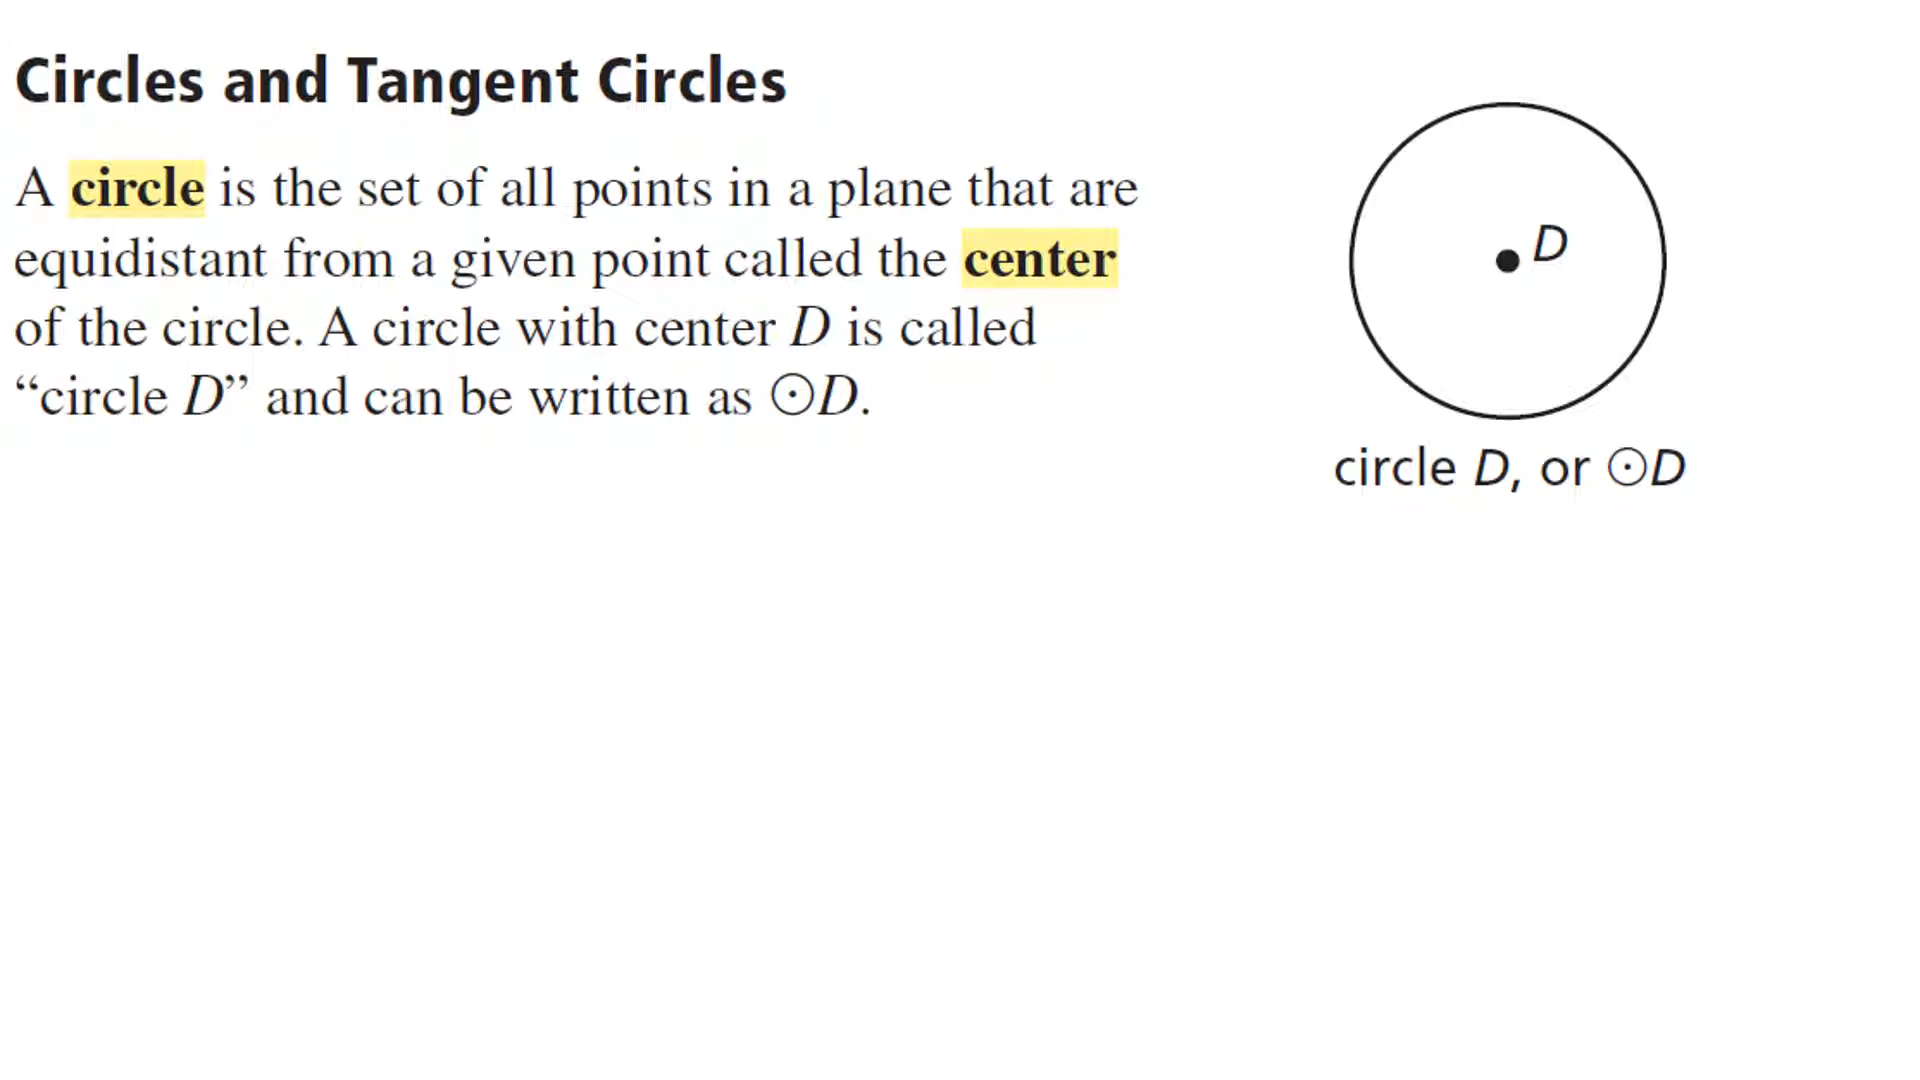 Circles and Tangent Circles
A circle is the set of all points in a plane that are
equidistant from a given point called the center
of the circle. A circle with center D is called
“circle D” and can be written as ⊙D.
D
circle D, or ⊙D